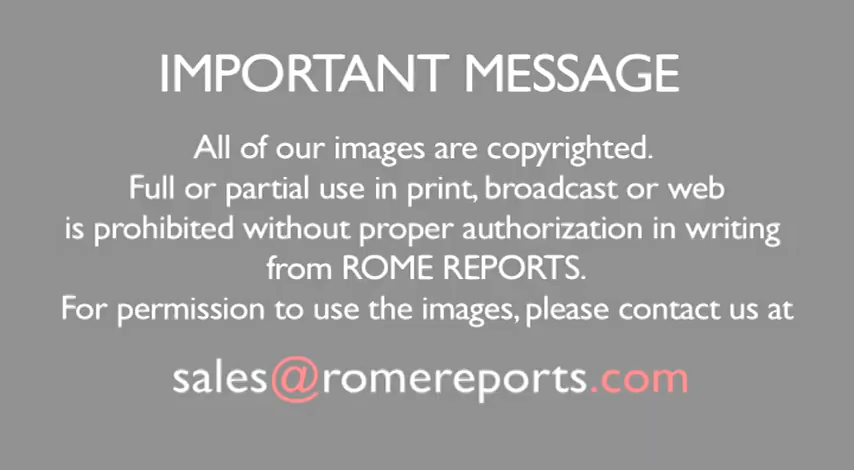 IMPORTANT MESSAGE
All of our images are copyrighted.
Full or partial use in print, broadcast or web
is prohibited without proper authorization in writing
from ROME REPORTS.
For permission to use the images, please contact us at
sales@romereports.com